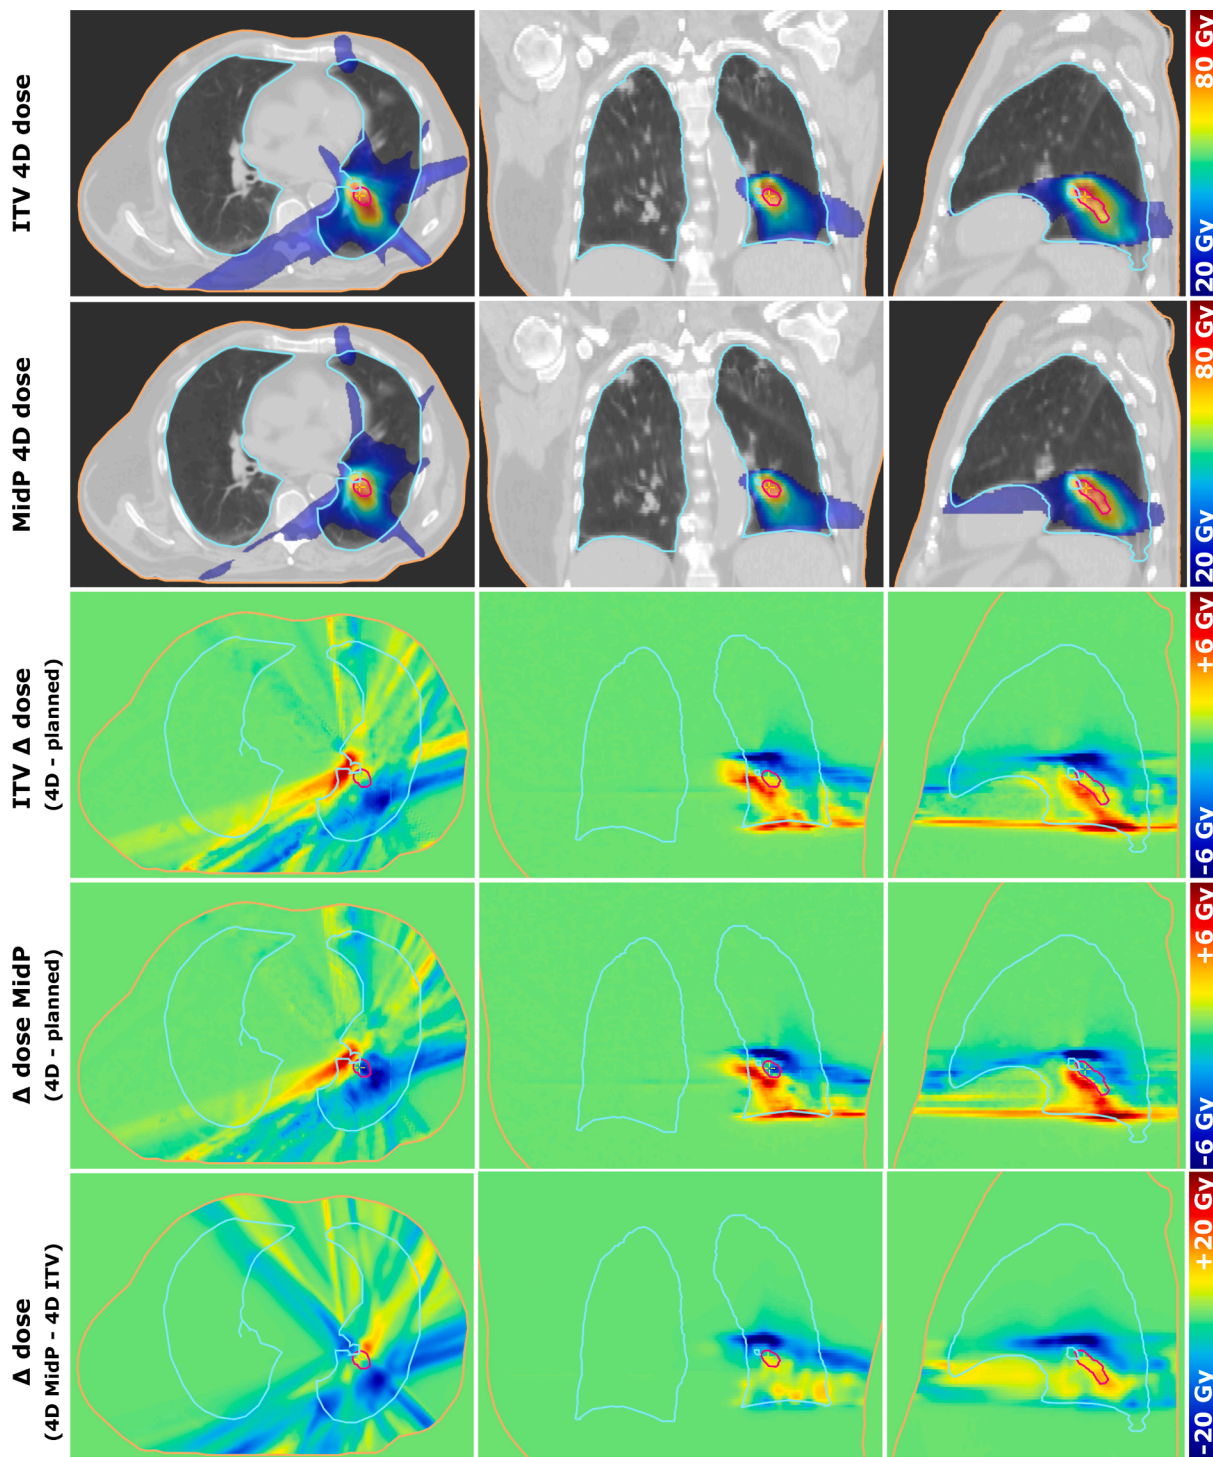 ITV 4D dose
20 Gy 80 Gy
MidP 4D dose
20 Gy 80 Gy
ITV Δ dose
(4D - planned)
-6 Gy +6 Gy
Δ dose MidP
(4D - planned)
-6 Gy +6 Gy
Δ dose
(4D MidP - 4D ITV)
-20 Gy +20 Gy